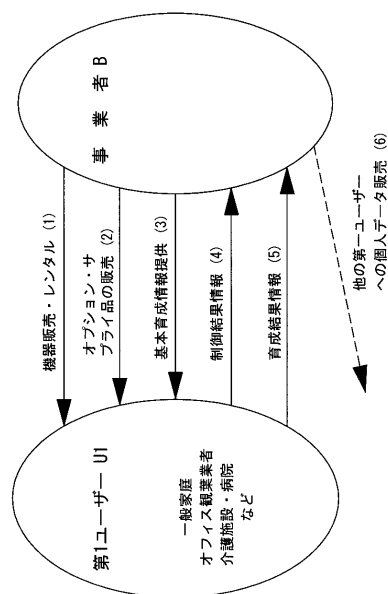 事 業 者 B
機器販売・レンタル (1)
オプション・サ
プライ品の販売 (2)
基本育成情報提供 (3)
制御結果情報 (4)
育成結果情報 (5)
他の第一ユーザー
への個人データ販売 (6)
第1ユーザー U1
一般家庭
オフィス観葉業者
介護施設・病院
など